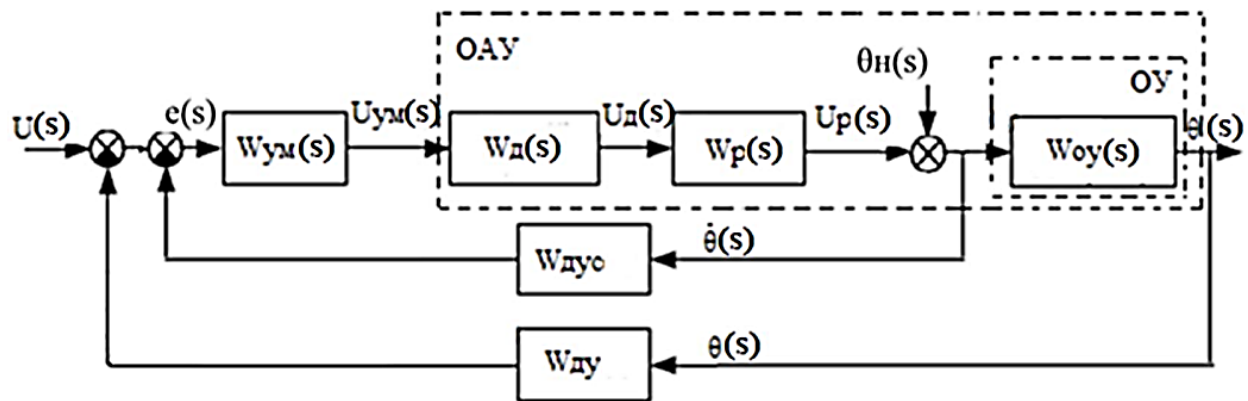 ОАУ
θн(s)
ОУ
U(s)
e(s)
Wум(s)
Uум(s)
Wд(s)
Uд(s)
Wр(s)
Uр(s)
Wоу(s)
θ(s)
Wдус
θ̇(s)
Wду
θ(s)